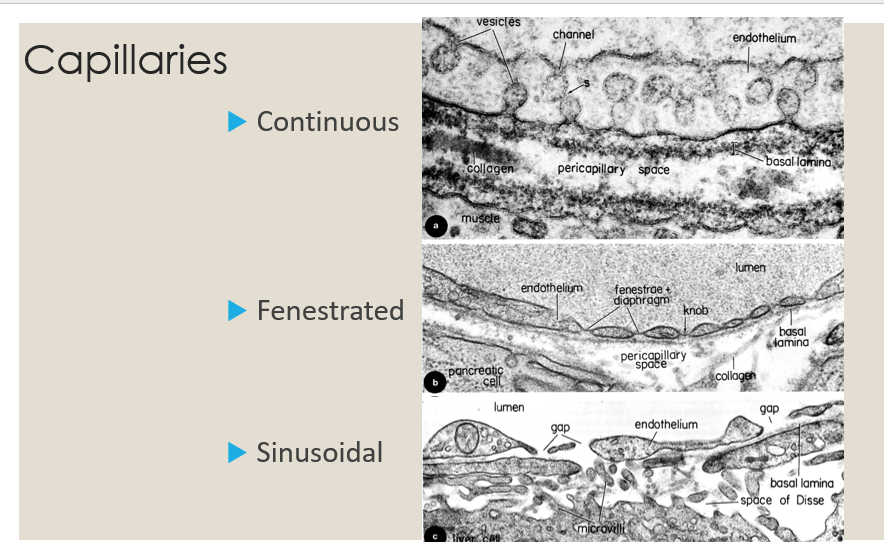 Capillaries
Continuous
Fenestrated
Sinusoidal
vesicles
channel
endothelium
s
collagen
pericapillary space
basal lamina
muscle
a
lumen
endothelium
fenestrae +
diaphragm
knob
basal
lamina
pericapillary
space
pancreatic
cell
collagen
b
lumen
gap
gap
endothelium
basal lamina
space of Disse
microvilli
liver cell
c